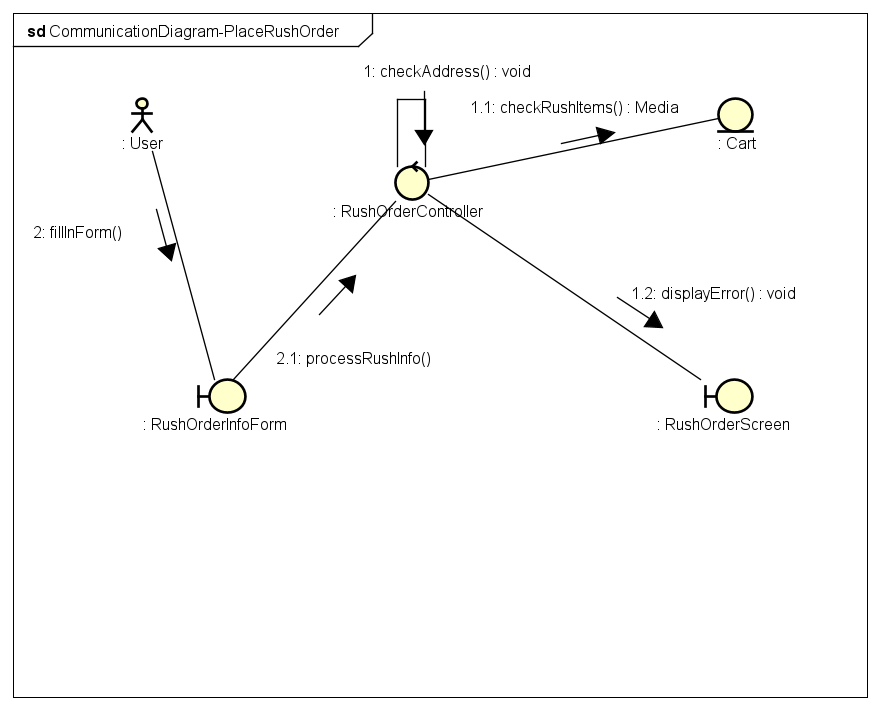 sd CommunicationDiagram-PlaceRushOrder
1: checkAddress() : void
1.1: checkRushItems() : Media
: User
: Cart
: RushOrderController
2: fillInForm()
1.2: displayError() : void
2.1: processRushInfo()
: RushOrderInfoForm
: RushOrderScreen